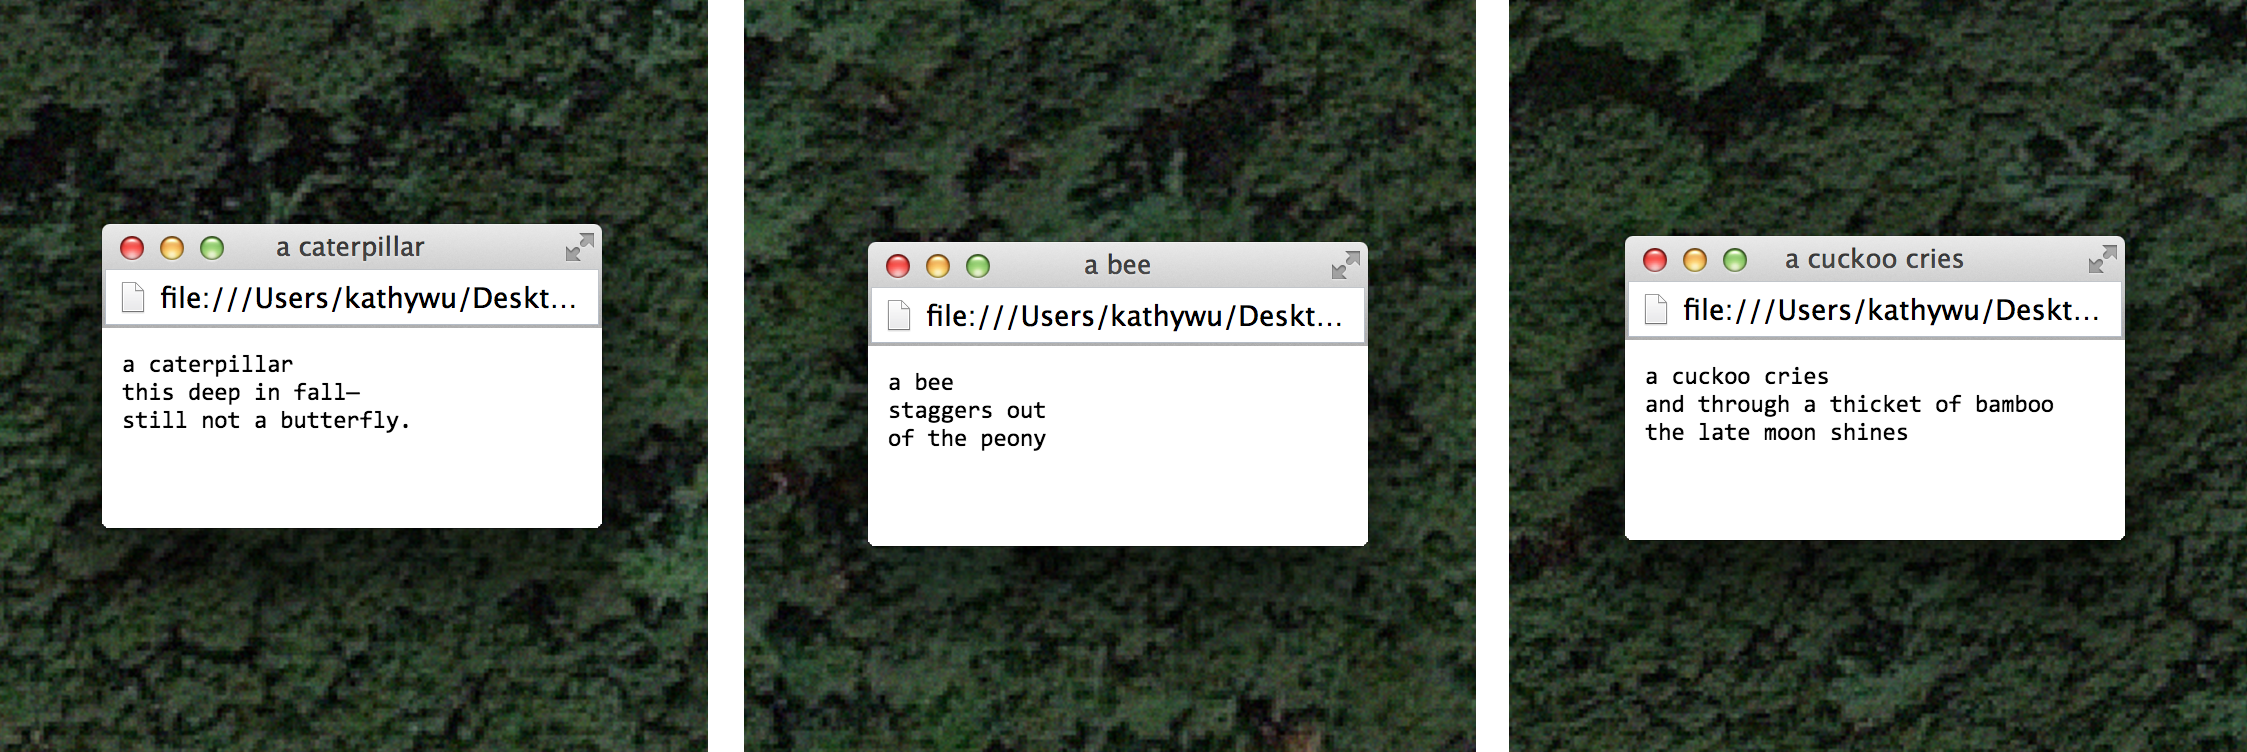 a caterpillar
file:///Users/kathywu/Deskt...
a caterpillar
this deep in fall—
still not a butterfly.
a bee
file:///Users/kathywu/Deskt...
a bee
staggers out
of the peony
a cuckoo cries
file:///Users/kathywu/Deskt...
a cuckoo cries
and through a thicket of bamboo
the late moon shines